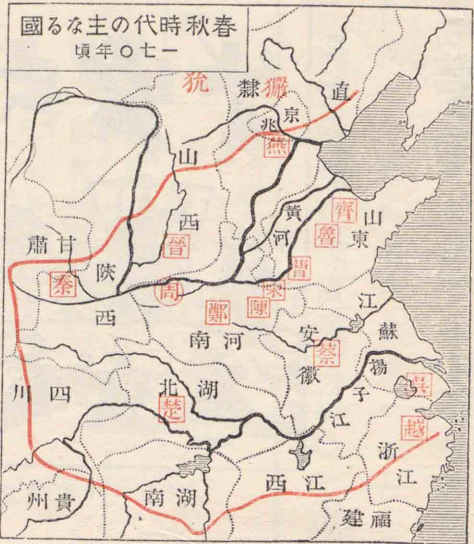 春秋時代の主なる國
一七〇年頃
直隸
玁狁
京兆
燕
山西
晉
黃河
齊
魯
山東
曹
宋
陳
甘肅
秦
陝西
周
鄭
河南
江蘇
安徽
蔡
揚子江
吳
越
四川
湖北
楚
浙江
江西
湖南
貴州
福建